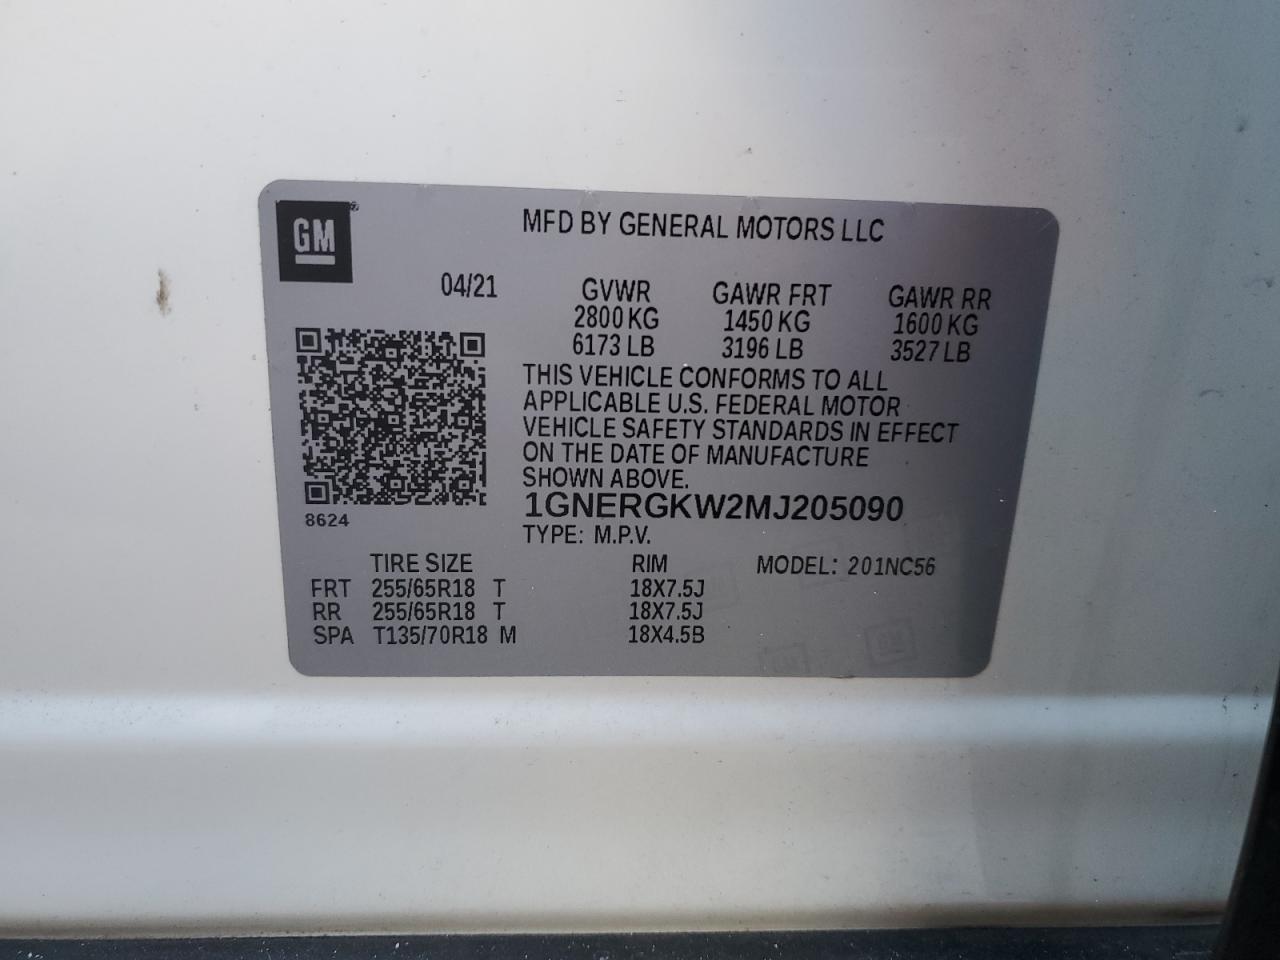 GM
MFD BY GENERAL MOTORS LLC
04/21
GVWR GAWR FRT GAWR RR
2800 KG 1450 KG 1600 KG
6173 LB 3196 LB 3527 LB
THIS VEHICLE CONFORMS TO ALL
APPLICABLE U.S. FEDERAL MOTOR
VEHICLE SAFETY STANDARDS IN EFFECT
ON THE DATE OF MANUFACTURE
SHOWN ABOVE.
1GNERGKW2MJ205090
8624
TYPE: M.P.V.
TIRE SIZE RIM MODEL: 201NC56
FRT 255/65R18 T 18X7.5J
RR 255/65R18 T 18X7.5J
SPA T135/70R18 M 18X4.5B
GM
GM